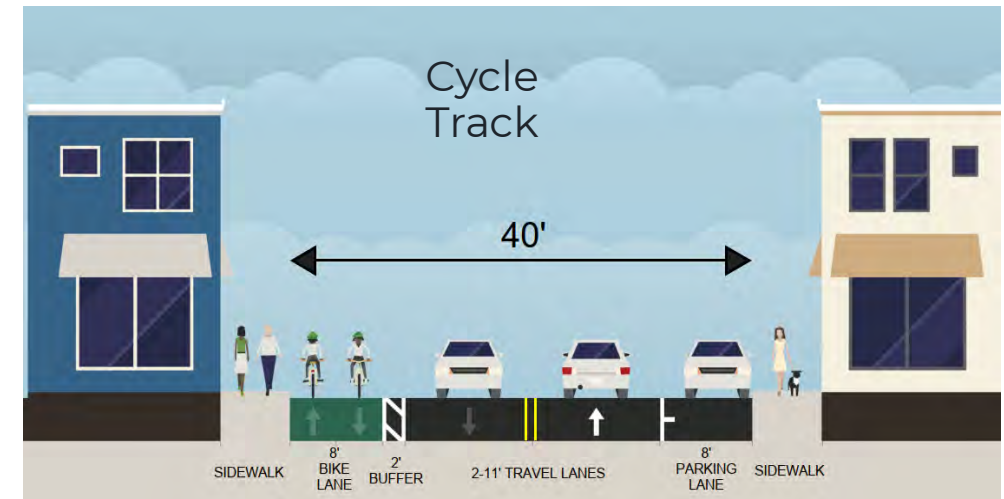 Cycle
Track
40'
SIDEWALK
8'
BIKE
LANE
2'
BUFFER
2-11' TRAVEL LANES
8'
PARKING
LANE
SIDEWALK